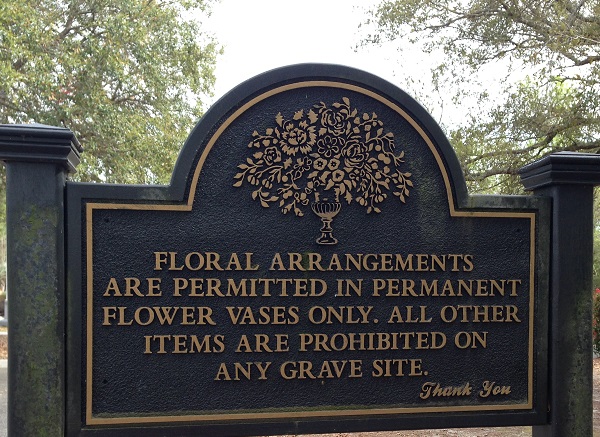 FLORAL ARRANGEMENTS
ARE PERMITTED IN PERMANENT
FLOWER VASES ONLY. ALL OTHER
ITEMS ARE PROHIBITED ON
ANY GRAVE SITE.
Thank You